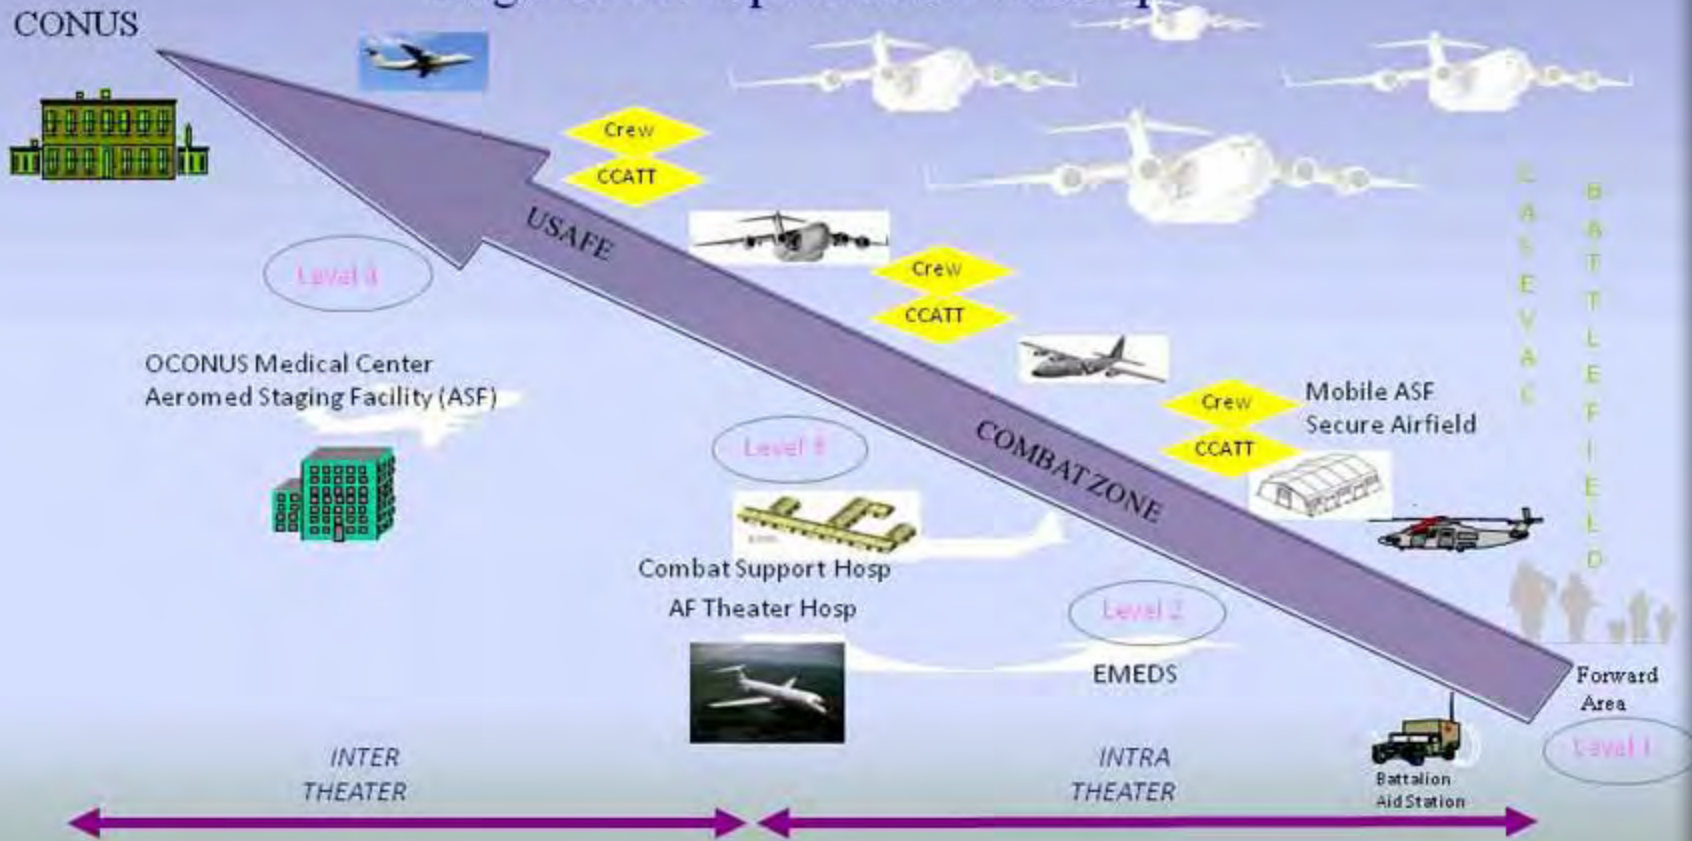 CONUS
Crew
CCATT
USAFE
Level 4
Crew
CCATT
OCONUS Medical Center
Aeromed Staging Facility (ASF)
Crew
CCATT
Mobile ASF
Secure Airfield
CASEVAC
BATTLEFIELD
Level 3
COMBAT ZONE
Combat Support Hosp
AF Theater Hosp
Level 2
EMEDS
Forward
Area
Level 1
Battalion
Aid Station
INTER
THEATER
INTRA
THEATER